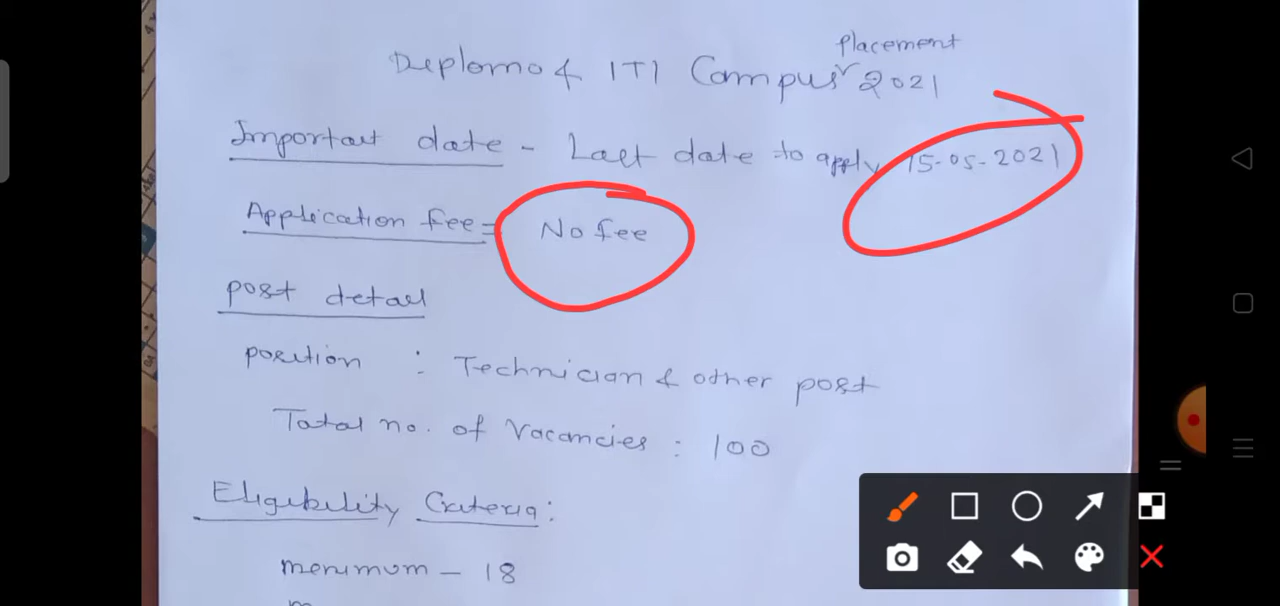 Deplomo & ITI Campus placement 2021
Important date - Last date to apply 15-05-2021
Application fee = No fee
post detail
position : Technician & other post
Total no. of Vacancies : 100
Eligibility Criteria:
menimum - 18